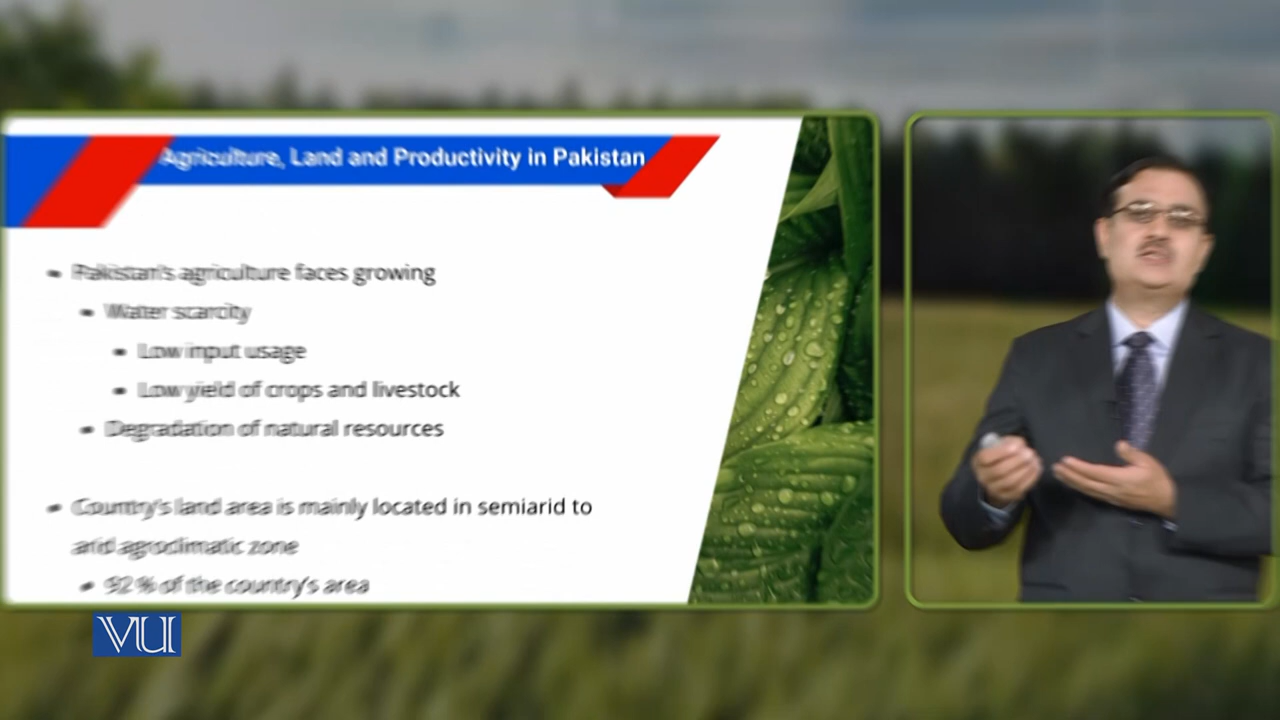 Agriculture, Land and Productivity in Pakistan
Pakistan's agriculture faces growing
Water scarcity
Low input usage
Low yield of crops and livestock
Degradation of natural resources
Country's land area is mainly located in semiarid to
arid agroclimatic zone
92 % of the country's area
VU